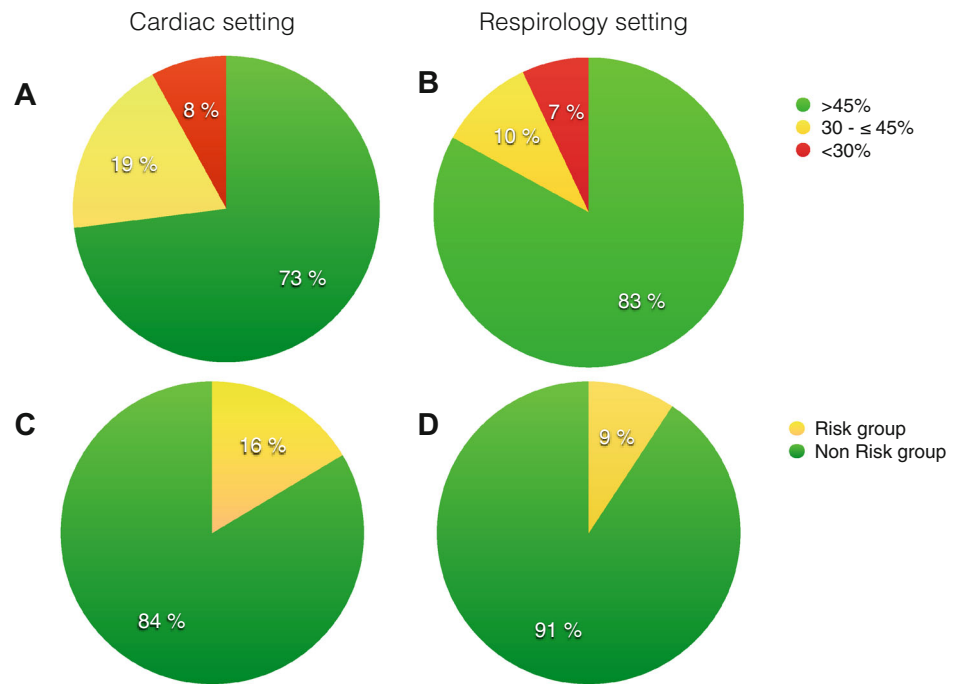 Cardiac setting
Respirology setting
A
8 %
19 %
73 %
B
7 %
10 %
83 %
>45%
30 - ≤ 45%
<30%
C
16 %
84 %
D
9 %
91 %
Risk group
Non Risk group